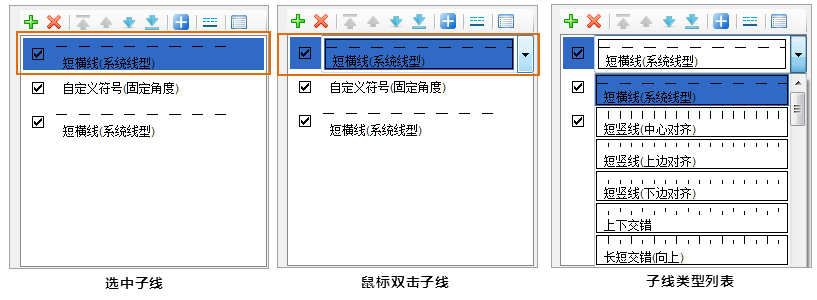 短横线(系统线型)
自定义符号(固定角度)
短横线(系统线型)
选中子线
短横线(系统线型)
自定义符号(固定角度)
短横线(系统线型)
鼠标双击子线
短横线(系统线型)
短横线(系统线型)
短竖线(中心对齐)
短竖线(上边对齐)
短竖线(下边对齐)
上下交错
长短交错(向上)
子线类型列表